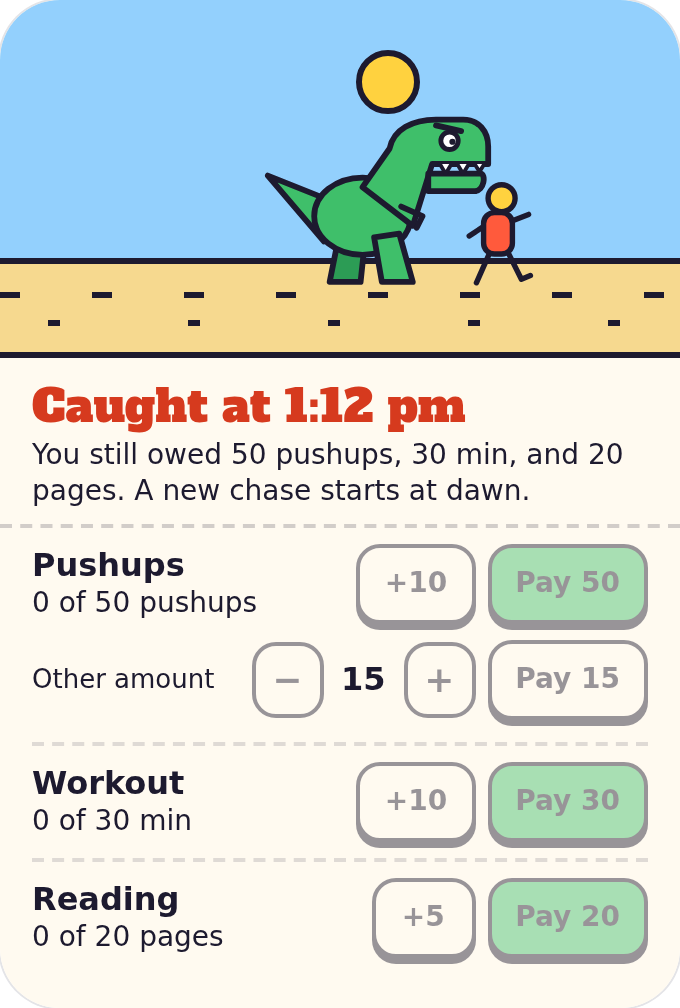 Caught at 1:12 pm
You still owed 50 pushups, 30 min, and 20
pages. A new chase starts at dawn.
Pushups
0 of 50 pushups
+10
Pay 50
Other amount
−
15
+
Pay 15
Workout
0 of 30 min
+10
Pay 30
Reading
0 of 20 pages
+5
Pay 20